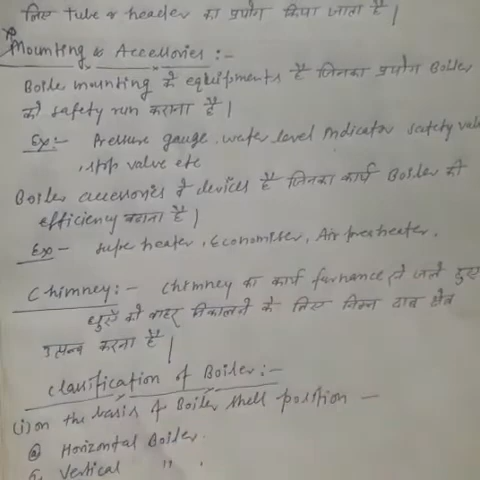 लिए Tube & header का प्रयोग किया जाता है|
Mounting & Accessories :-
Boiler mounting वे equipments है जिनका प्रयोग Boiler
को safety run कराना है|
Ex:- Pressure gauge, water level Indicator safety valve
, stop valve etc
Boiler accessories वे devices है जिनका कार्य Boiler की
efficiency बढाना है|
Ex- super heater, Economiser, Air preheater.
Chimney:- Chimney का कार्य furnance से जले हुए
धुएँ को बाहर निकालने के लिए निम्न दाब क्षेत्र
उत्पन्न करना है|
Classification of Boiler:-
(i) on the basis of Boiler shell position -
@ Horizontal Boiler.
Vertical " .